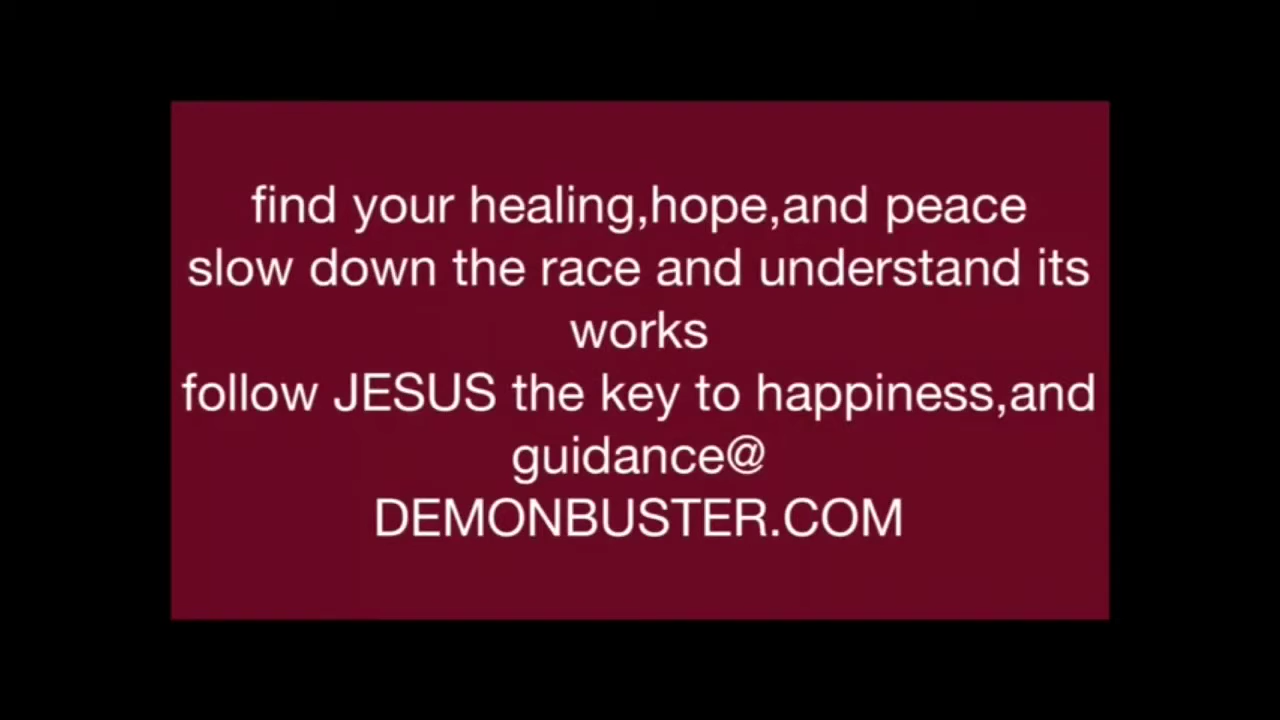 find your healing,hope,and peace
slow down the race and understand its
works
follow JESUS the key to happiness,and
guidance@
DEMONBUSTER.COM